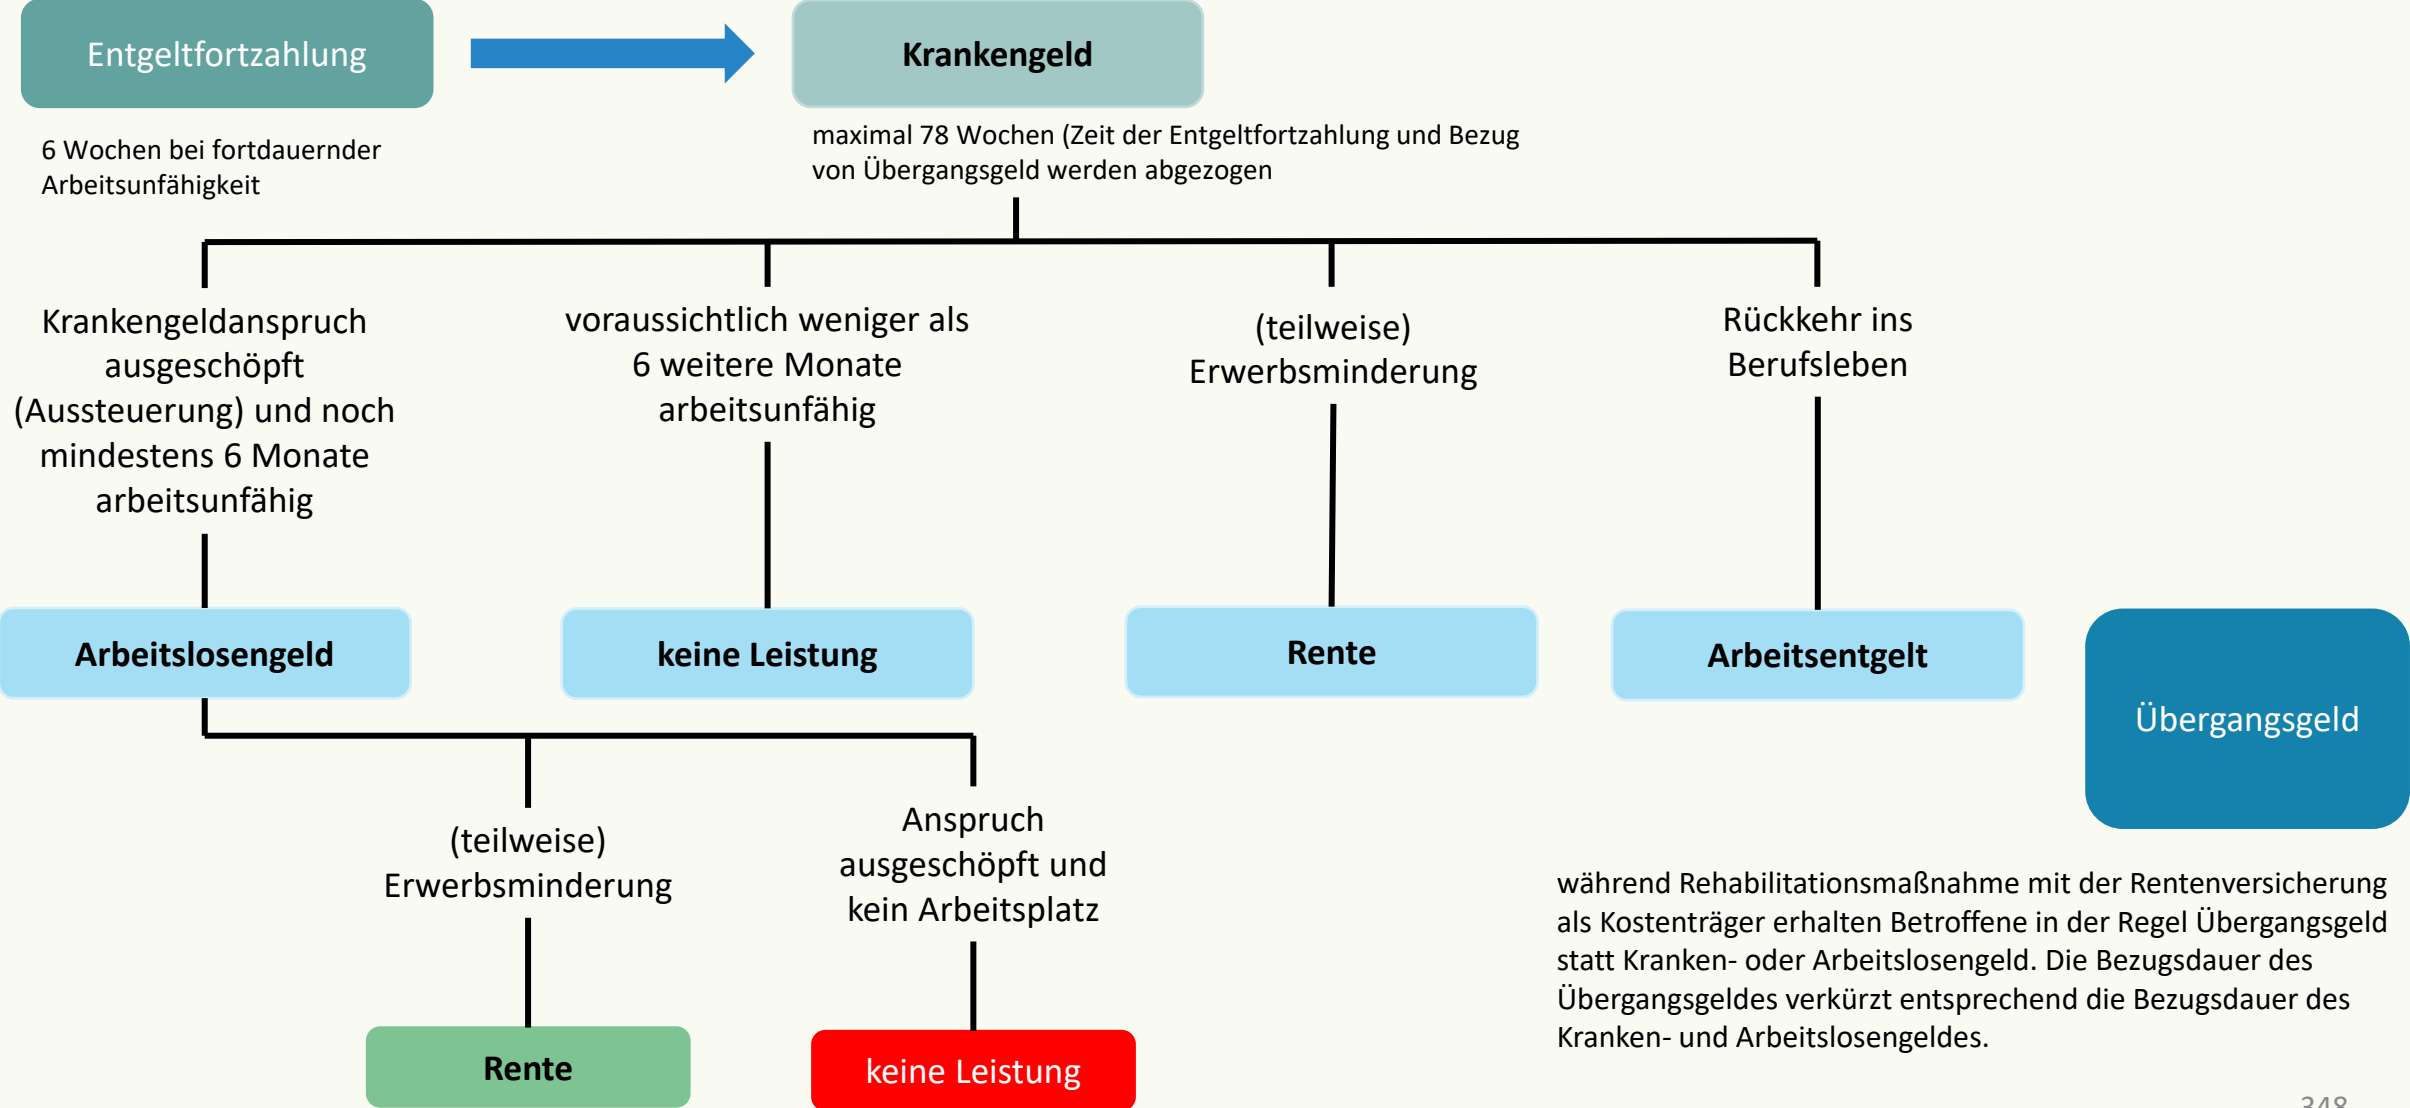 Entgeltfortzahlung
Krankengeld
6 Wochen bei fortdauernder
Arbeitsunfähigkeit
maximal 78 Wochen (Zeit der Entgeltfortzahlung und Bezug
von Übergangsgeld werden abgezogen
Krankengeldanspruch
ausgeschöpft
(Aussteuerung) und noch
mindestens 6 Monate
arbeitsunfähig
voraussichtlich weniger als
6 weitere Monate
arbeitsunfähig
(teilweise)
Erwerbsminderung
Rückkehr ins
Berufsleben
Arbeitslosengeld
keine Leistung
Rente
Arbeitsentgelt
Übergangsgeld
(teilweise)
Erwerbsminderung
Anspruch
ausgeschöpft und
kein Arbeitsplatz
während Rehabilitationsmaßnahme mit der Rentenversicherung
als Kostenträger erhalten Betroffene in der Regel Übergangsgeld
statt Kranken- oder Arbeitslosengeld. Die Bezugsdauer des
Übergangsgeldes verkürzt entsprechend die Bezugsdauer des
Kranken- und Arbeitslosengeldes.
Rente
keine Leistung
348